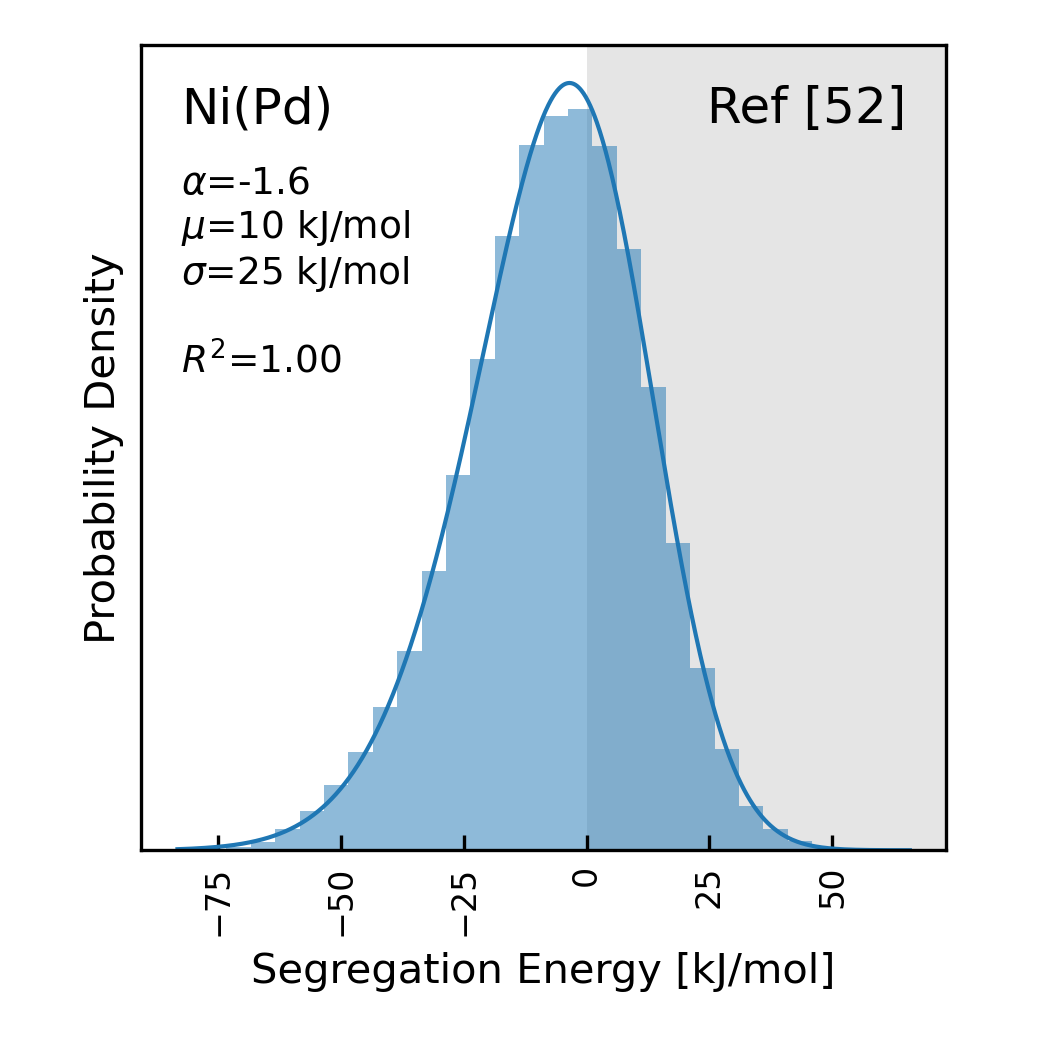 Ni(Pd)
Ref [52]
α=-1.6
μ=10 kJ/mol
σ=25 kJ/mol
R²=1.00
Probability Density
−75
−50
−25
0
25
50
Segregation Energy [kJ/mol]